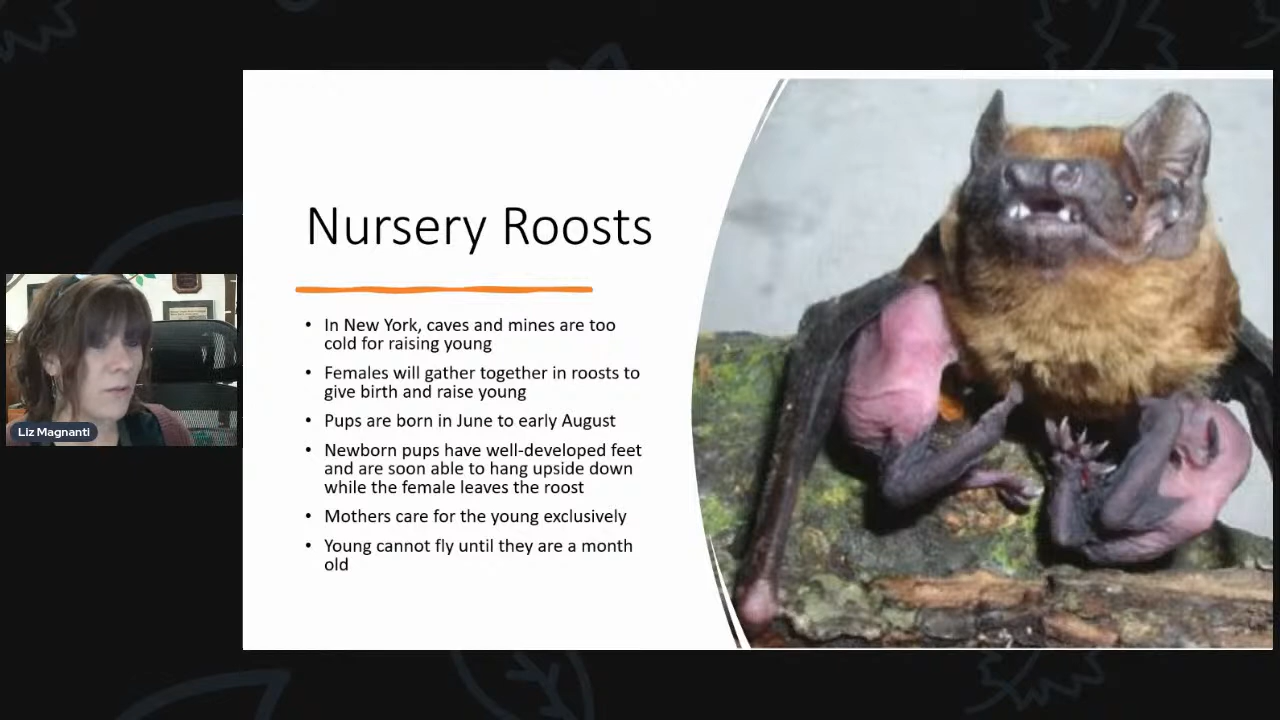 Nursery Roosts
• In New York, caves and mines are too
cold for raising young
• Females will gather together in roosts to
give birth and raise young
• Pups are born in June to early August
• Newborn pups have well-developed feet
and are soon able to hang upside down
while the female leaves the roost
• Mothers care for the young exclusively
• Young cannot fly until they are a month
old
Liz Magnanti